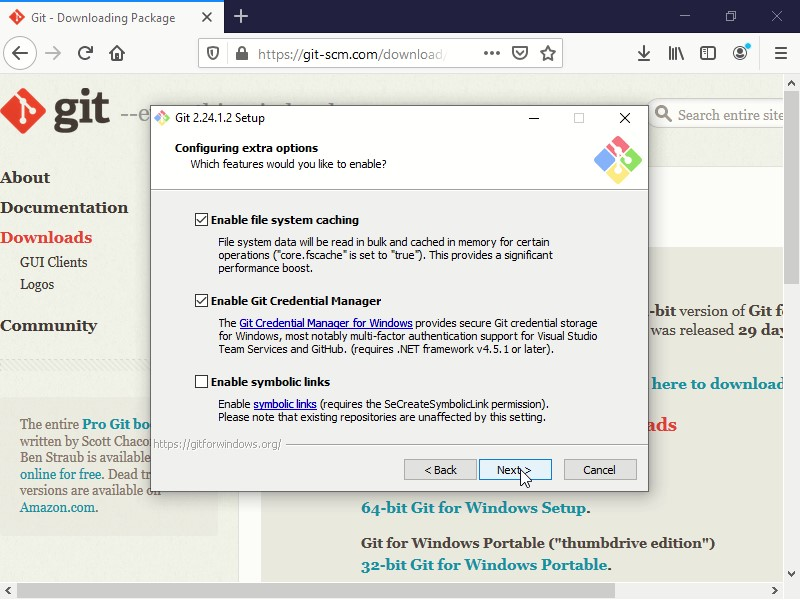 Git - Downloading Package
https://git-scm.com/download/
git
Search entire site
About
Documentation
Downloads
GUI Clients
Logos
Community
The entire Pro Git
written by Scott
Ben Straub is available
online for free. Dead
versions are available on
Amazon.com.
Git 2.24.1.2 Setup
Configuring extra options
Which features would you like to enable?
Enable file system caching
File system data will be read in bulk and cached in memory for certain
operations ("core.fscache" is set to "true"). This provides a significant
performance boost.
Enable Git Credential Manager
The Git Credential Manager for Windows provides secure Git credential storage
for Windows, most notably multi-factor authentication support for Visual Studio
Team Services and GitHub. (requires .NET framework v4.5.1 or later).
Enable symbolic links
Enable symbolic links (requires the SeCreateSymbolicLink permission).
Please note that existing repositories are unaffected by this setting.
https://gitforwindows.org/
< Back
Next >
Cancel
-bit version of Git
was released 29
here to download
64-bit Git for Windows Setup.
Git for Windows Portable ("thumbdrive edition")
32-bit Git for Windows Portable.